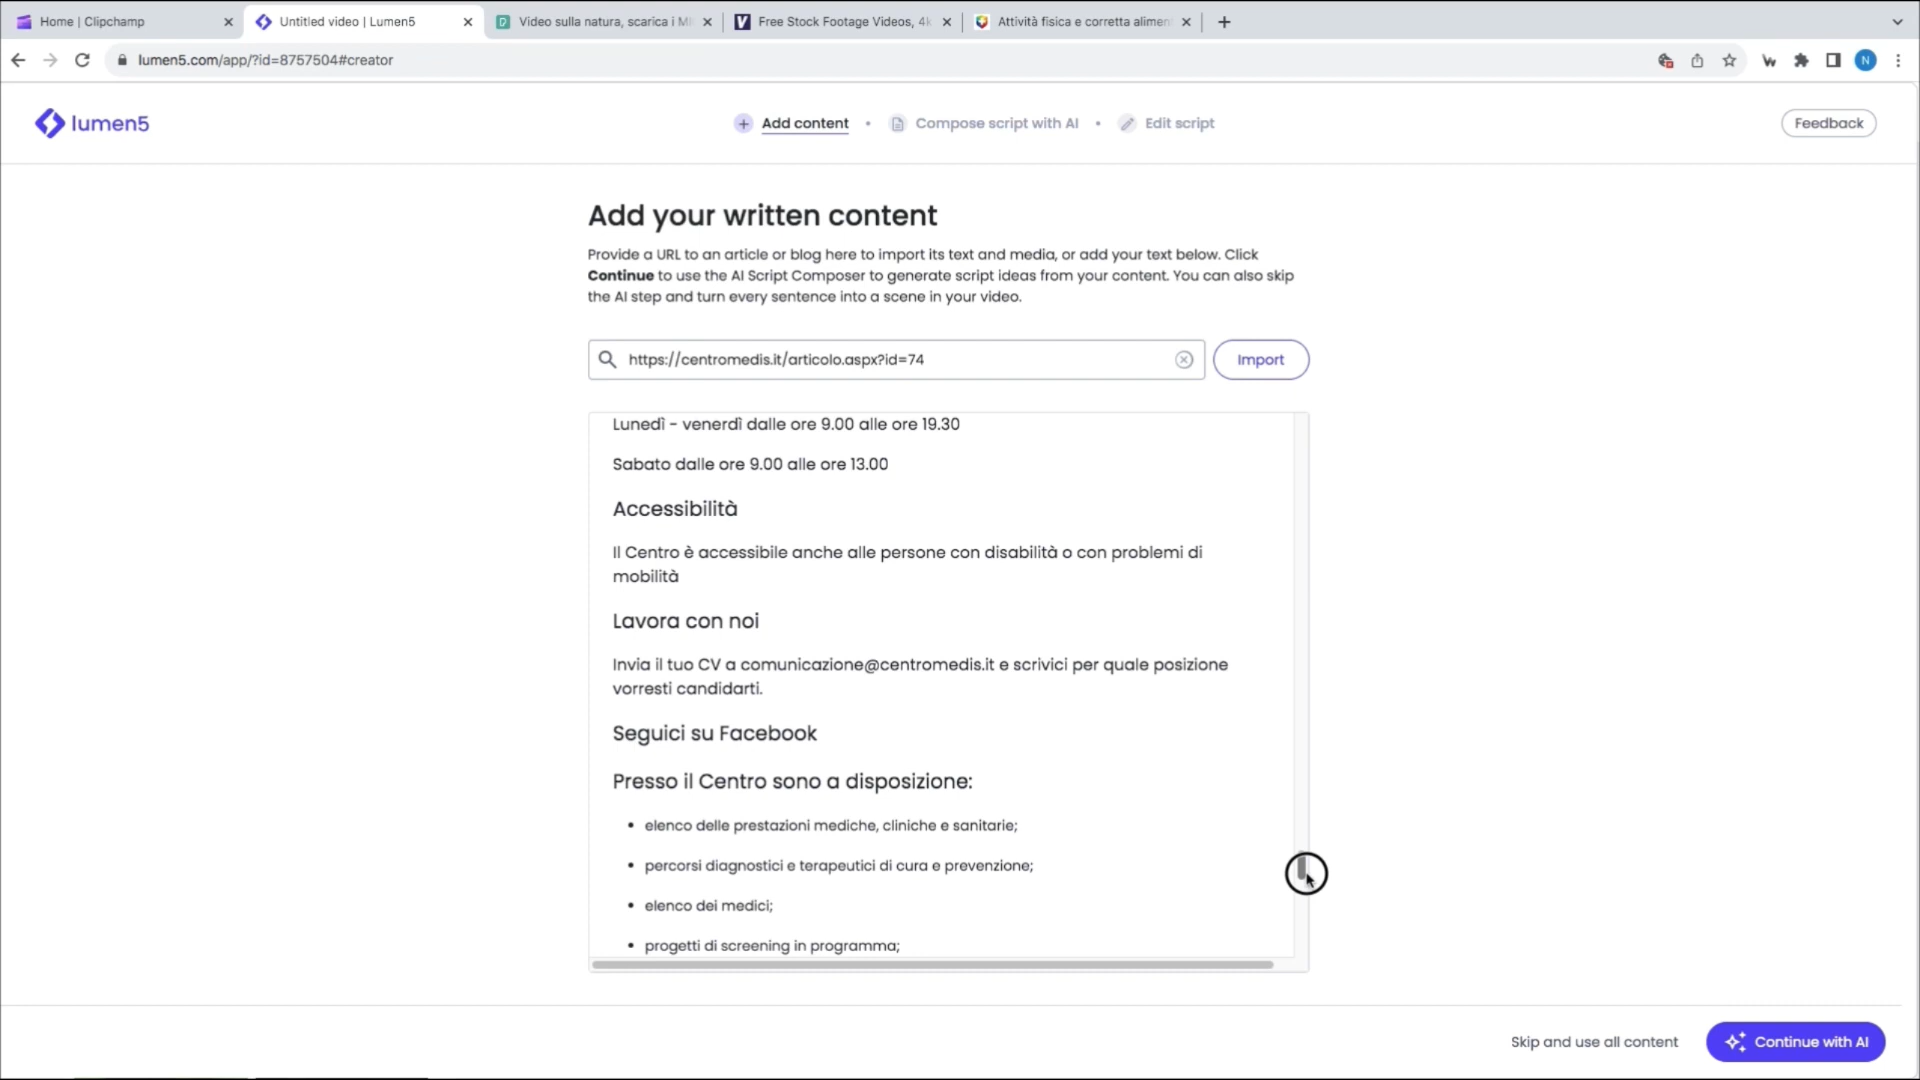 Home | Clipchamp
Untitled video | Lumen5
Video sulla natura, scarica i Mi
Free Stock Footage Videos, 4k
Attività fisica e corretta alimen
lumen5.com/app/?id=8757504#creator
N
lumen5
Add content
Compose script with AI
Edit script
Feedback
Add your written content
Provide a URL to an article or blog here to import its text and media, or add your text below. Click
Continue to use the AI Script Composer to generate script ideas from your content. You can also skip
the AI step and turn every sentence into a scene in your video.
https://centromedis.it/articolo.aspx?id=74
Import
Lunedì - venerdì dalle ore 9.00 alle ore 19.30
Sabato dalle ore 9.00 alle ore 13.00
Accessibilità
Il Centro è accessibile anche alle persone con disabilità o con problemi di
mobilità
Lavora con noi
Invia il tuo CV a comunicazione@centromedis.it e scrivici per quale posizione
vorresti candidarti.
Seguici su Facebook
Presso il Centro sono a disposizione:
• elenco delle prestazioni mediche, cliniche e sanitarie;
• percorsi diagnostici e terapeutici di cura e prevenzione;
• elenco dei medici;
• progetti di screening in programma;
Skip and use all content
Continue with AI